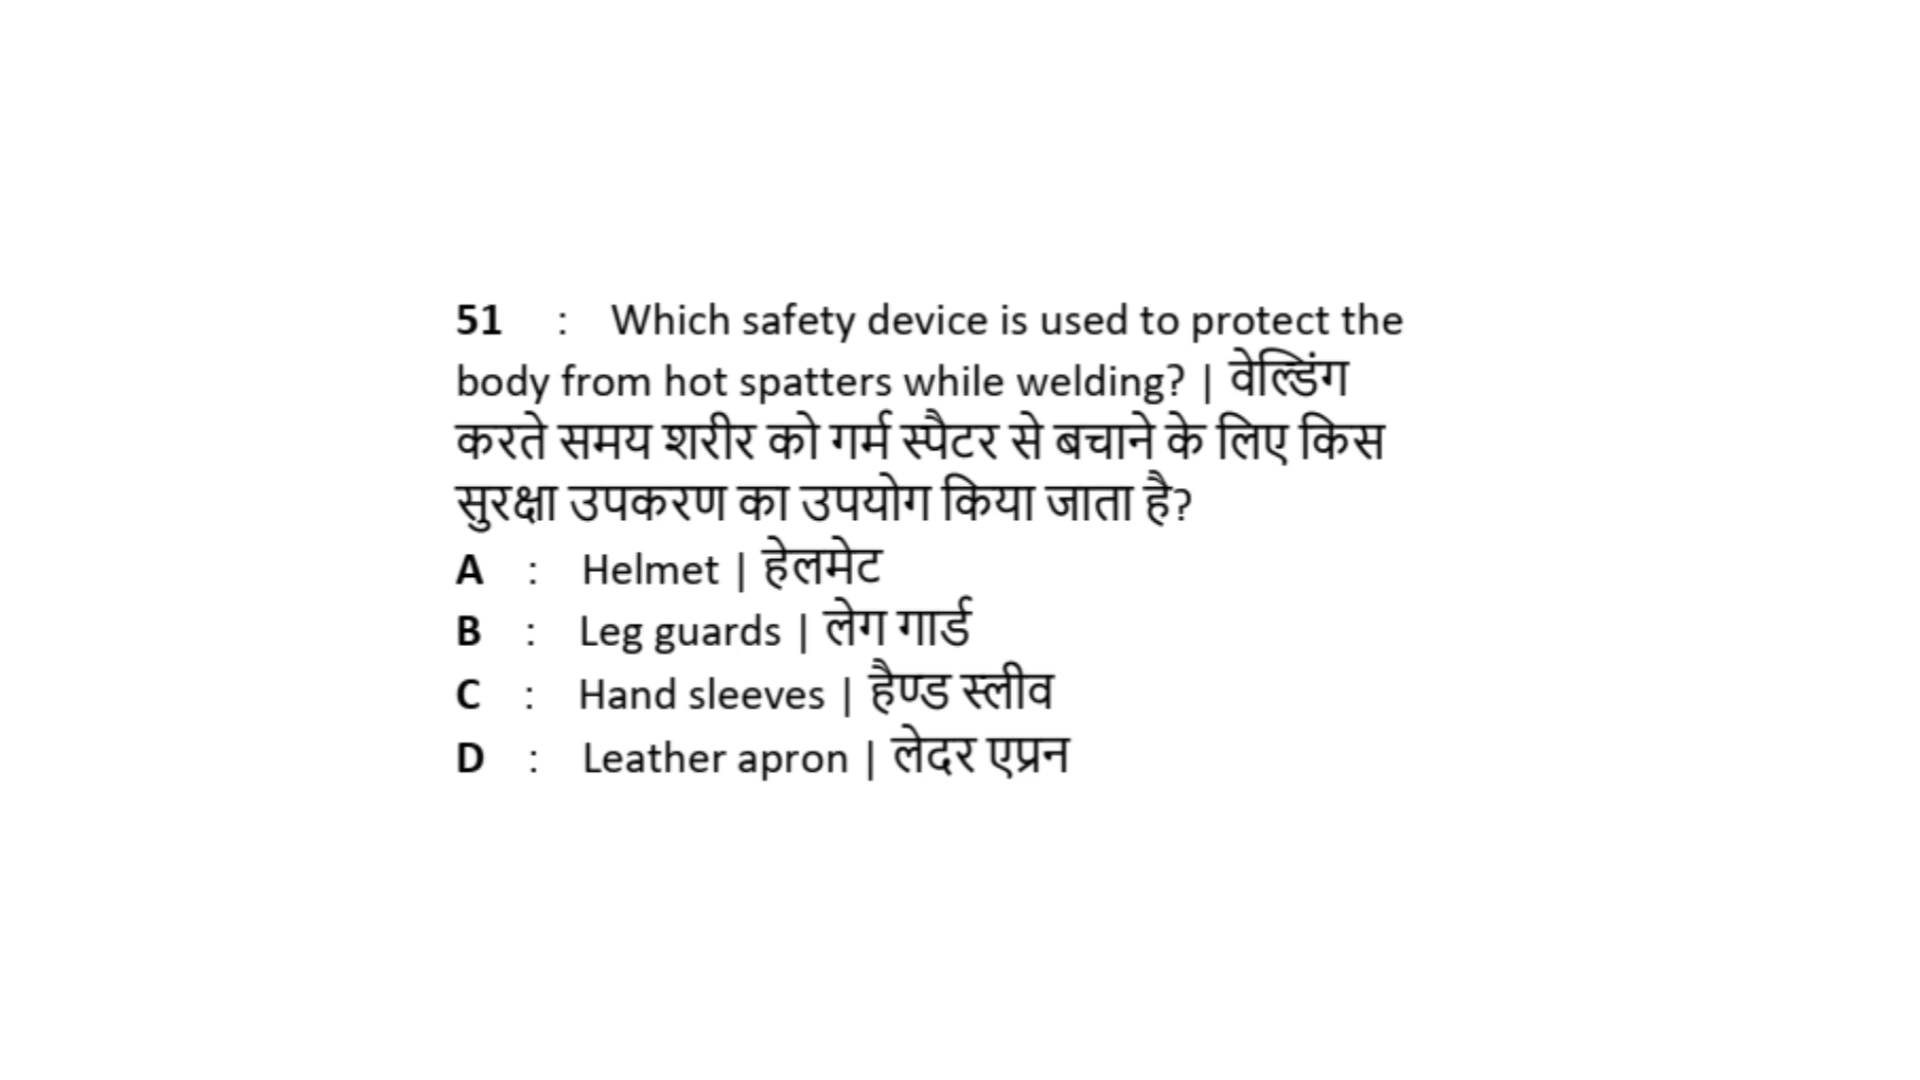 51 : Which safety device is used to protect the
body from hot spatters while welding? | वेल्डिंग
करते समय शरीर को गर्म स्पैटर से बचाने के लिए किस
सुरक्षा उपकरण का उपयोग किया जाता है?
A : Helmet | हेलमेट
B : Leg guards | लेग गार्ड
C : Hand sleeves | हैण्ड स्लीव
D : Leather apron | लेदर एप्रन